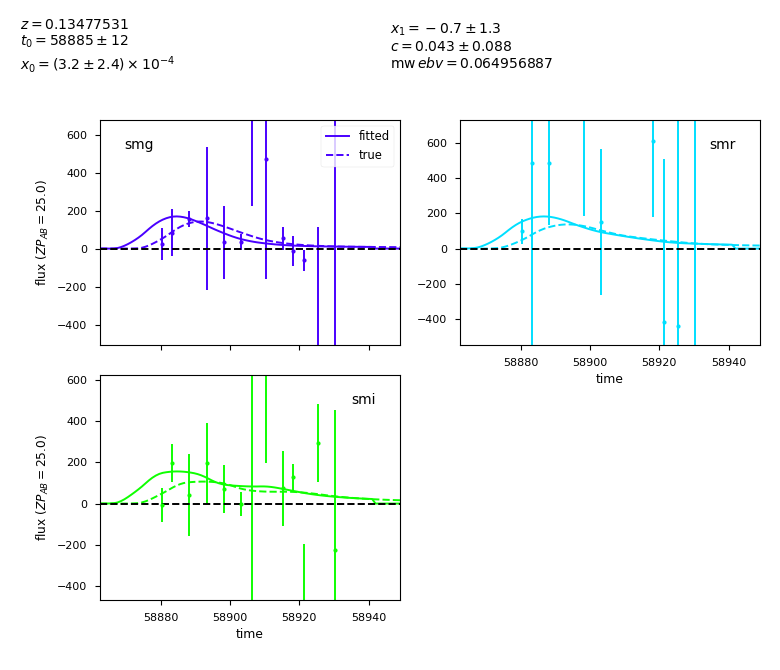 z = 0.13477531
t₀ = 58885 ± 12
x₀ = (3.2 ± 2.4) × 10⁻⁴
x₁ = −0.7 ± 1.3
c = 0.043 ± 0.088
mw ebv = 0.064956887
smg
fitted
true
600
400
200
0
−200
−400
flux (ZP_AB = 25.0)
smr
600
400
200
0
−200
−400
58880 58900 58920 58940
time
smi
600
400
200
0
−200
−400
flux (ZP_AB = 25.0)
58880 58900 58920 58940
time